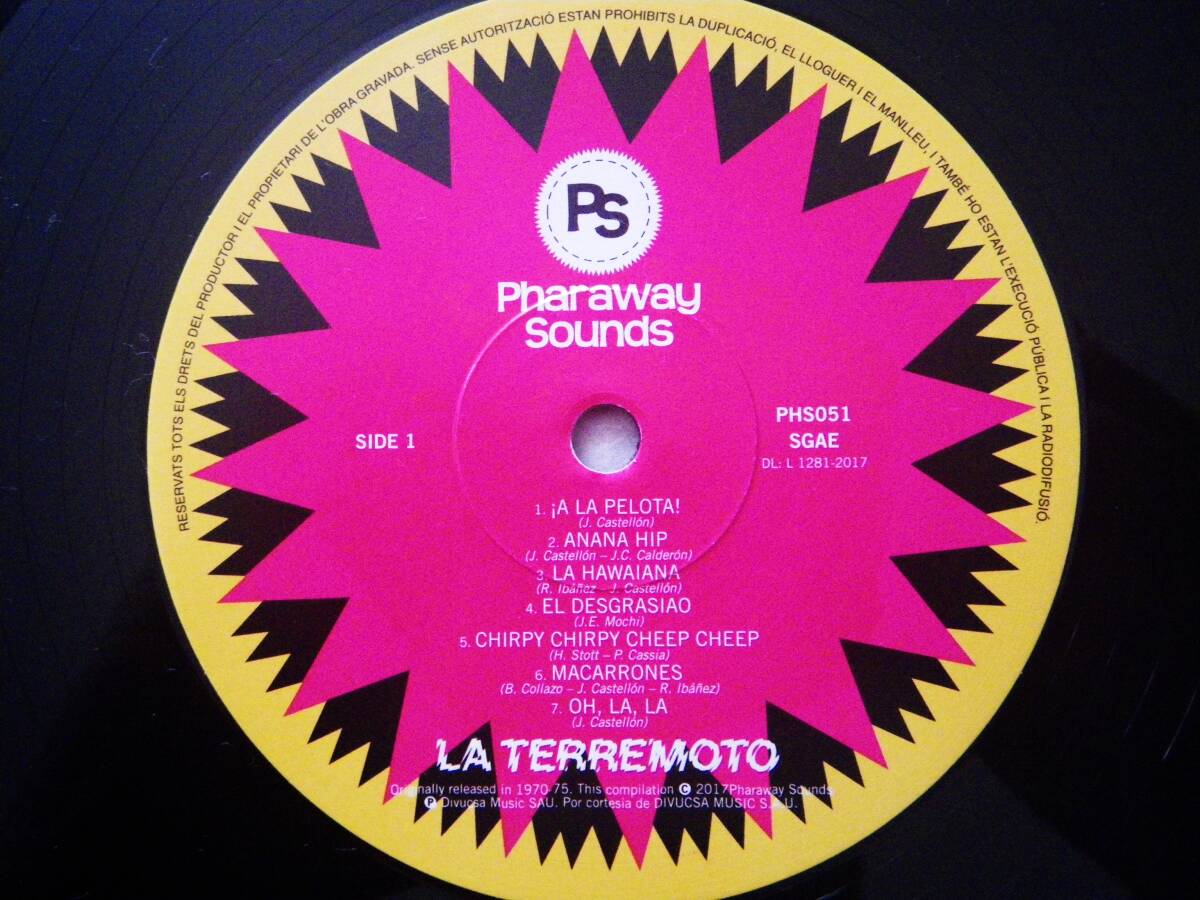 RESERVATS TOTS ELS DRETS DEL PRODUCTOR I EL PROPIETARI DE L'OBRA GRAVADA. SENSE AUTORITZACIÓ ESTAN PROHIBITS LA DUPLICACIÓ, EL LLOGUER I EL MANLLEU, I TAMBÉ HO ESTAN L'EXECUCIÓ PÚBLICA I LA RADIODIFUSIÓ.
PS
Pharaway
Sounds
SIDE 1
PHS051
SGAE
DL: L 1281-2017
1. ¡A LA PELOTA!
(J. Castellón)
2. ANANA HIP
(J. Castellón – J.C. Calderón)
3. LA HAWAIANA
(R. Ibáñez – J. Castellón)
4. EL DESGRASIAO
(J.E. Mochi)
5. CHIRPY CHIRPY CHEEP CHEEP
(H. Stott – P. Cassia)
6. MACARRONES
(B. Collazo – J. Castellón – R. Ibáñez)
7. OH, LA, LA
(J. Castellón)
LA TERREMOTO
Originally released in 1970-75. This compilation © 2017Pharaway Sounds
℗ Divucsa Music SAU. Por cortesia de DIVUCSA MUSIC S.A.U.